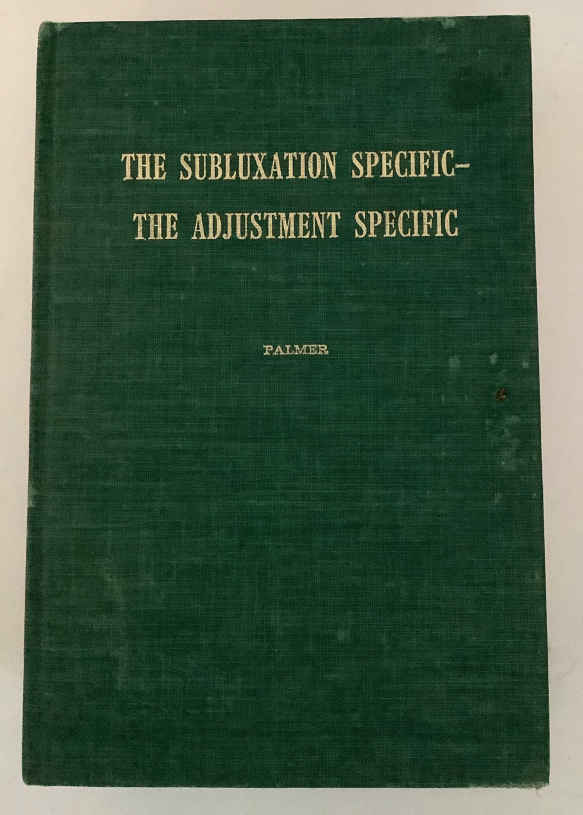 THE SUBLUXATION SPECIFIC–
THE ADJUSTMENT SPECIFIC
PALMER